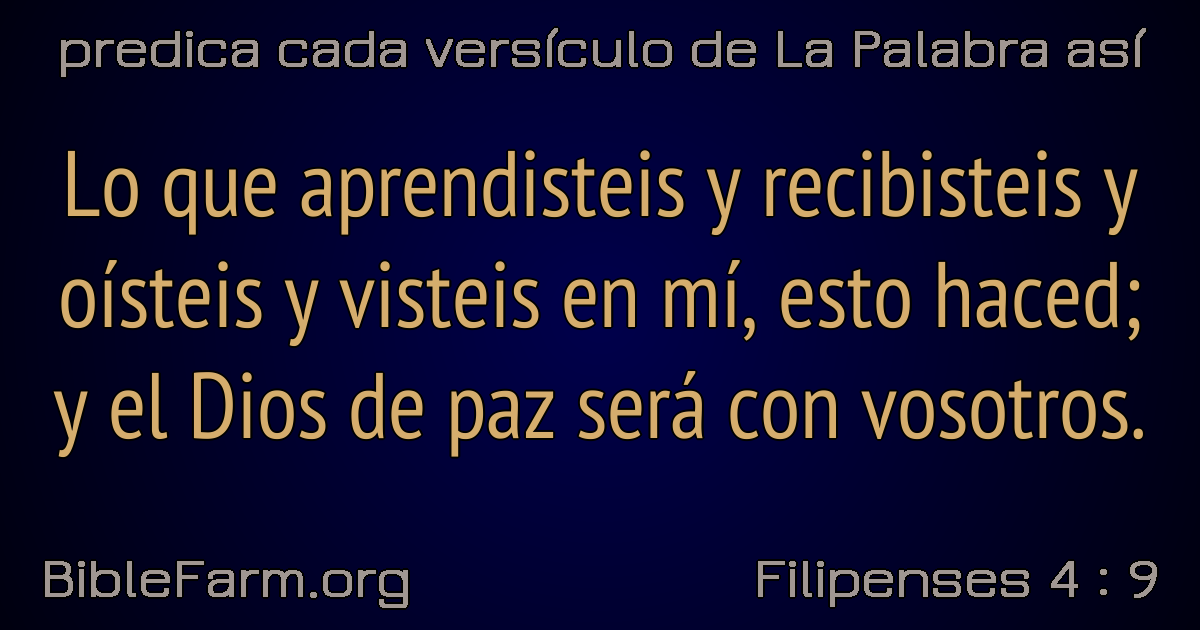 predica cada versículo de La Palabra así
Lo que aprendisteis y recibisteis y
oísteis y visteis en mí, esto haced;
y el Dios de paz será con vosotros.
BibleFarm.org
Filipenses 4 : 9